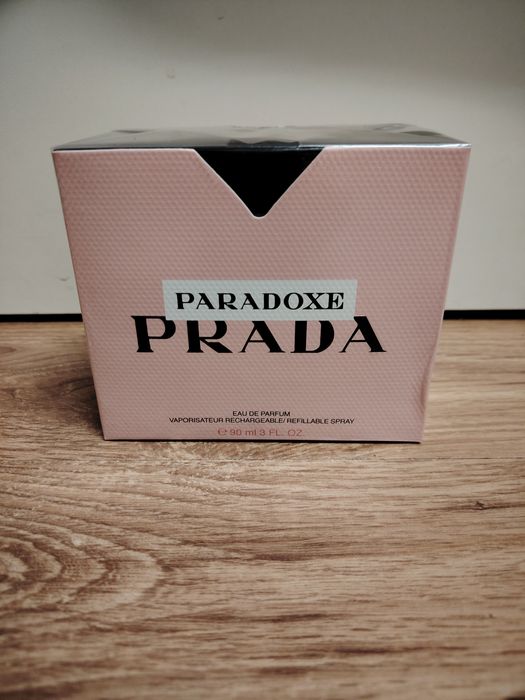 PARADOXE
PRADA
EAU DE PARFUM
VAPORISATEUR RECHARGEABLE/ REFILLABLE SPRAY
℮ 90 ml 3 FL. OZ